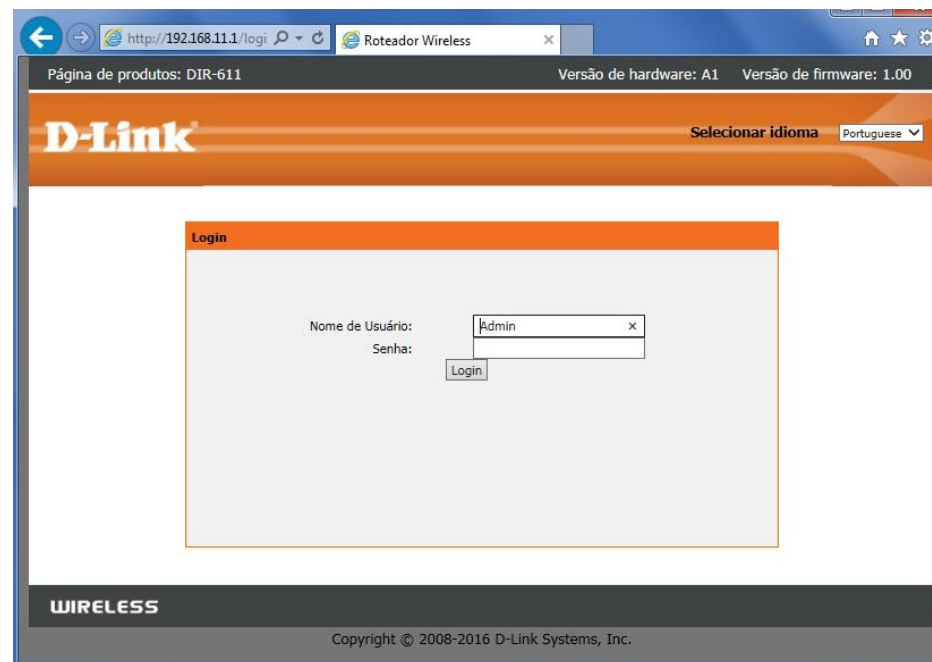 http://192.168.11.1/logi
Roteador Wireless
Página de produtos: DIR-611
Versão de hardware: A1
Versão de firmware: 1.00
D-Link
Selecionar idioma
Portuguese
Login
Nome de Usuário:
Admin
Senha:
Login
WIRELESS
Copyright © 2008-2016 D-Link Systems, Inc.